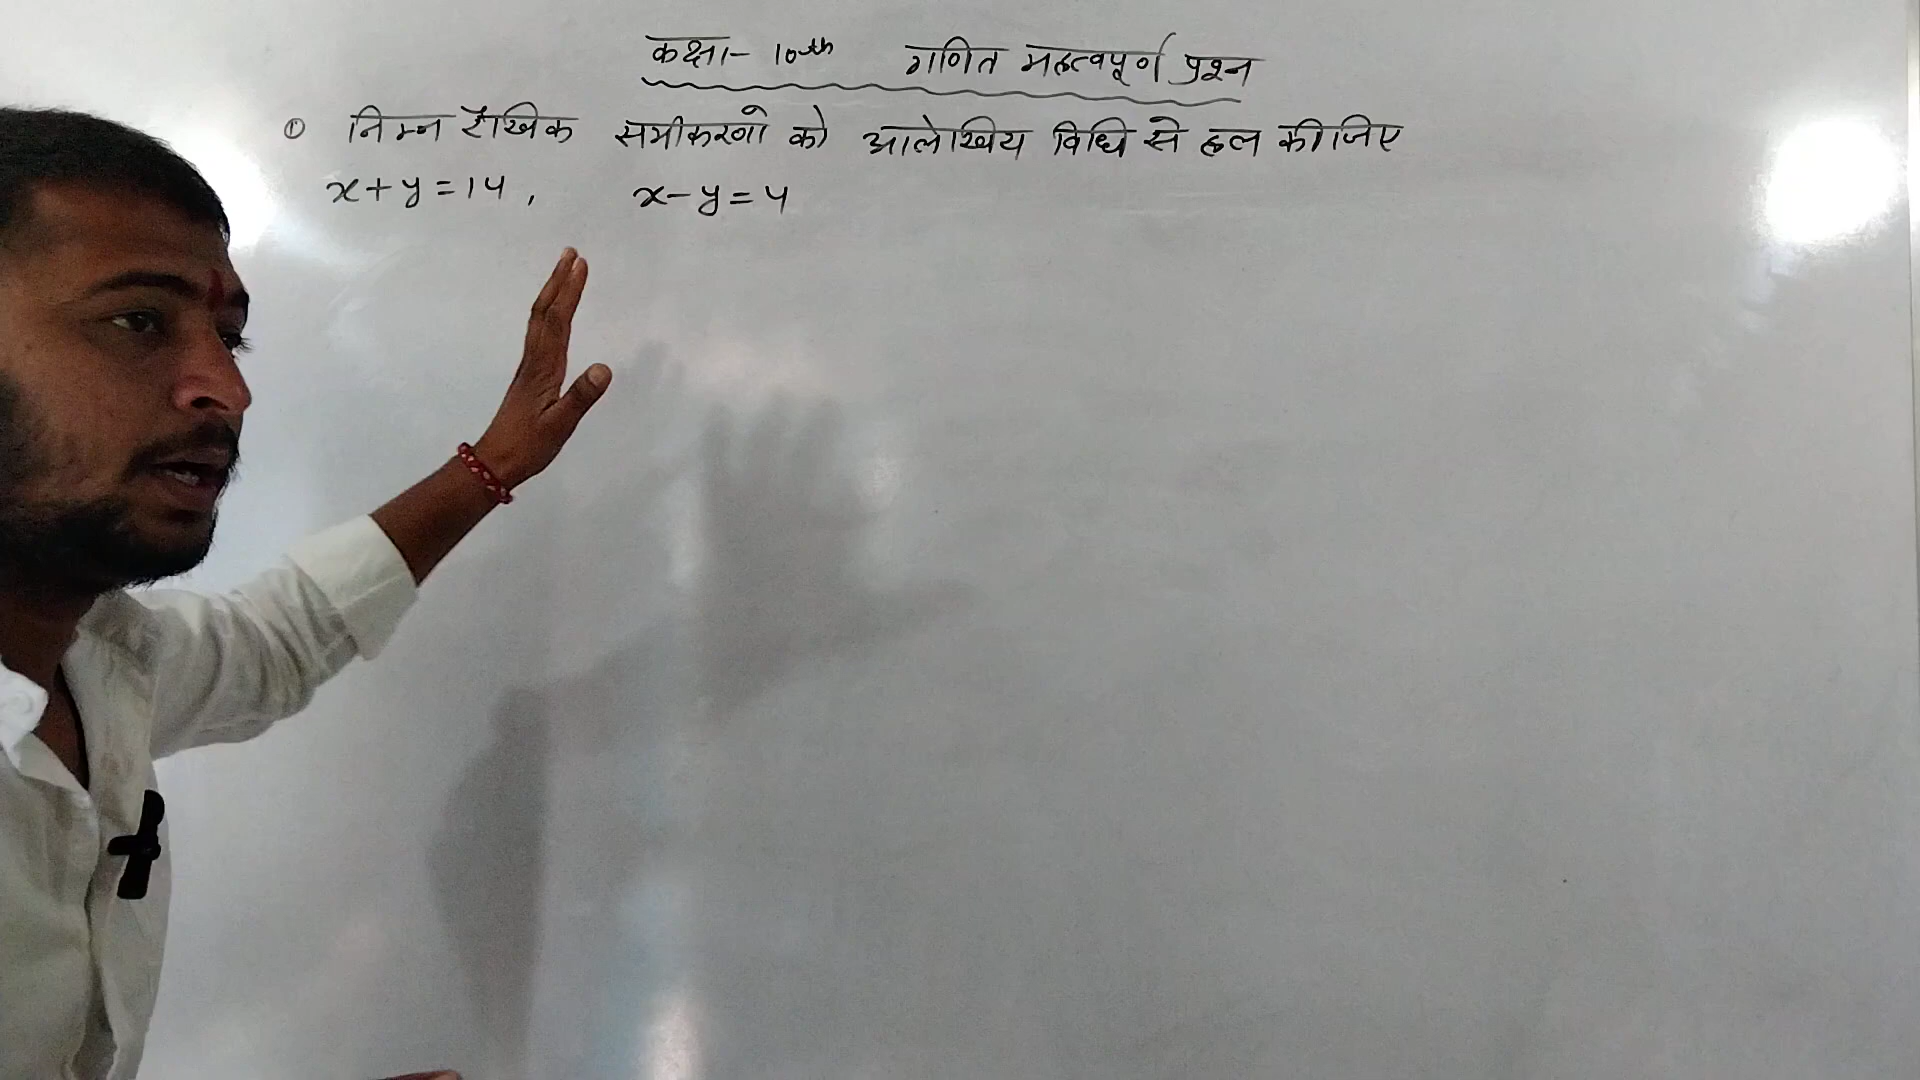 कक्षा- 10th गणित महत्वपूर्ण प्रश्न
① निम्न रैखिक समीकरणो को आलेखिय विधि से हल कीजिए
x+y=14, x-y=4